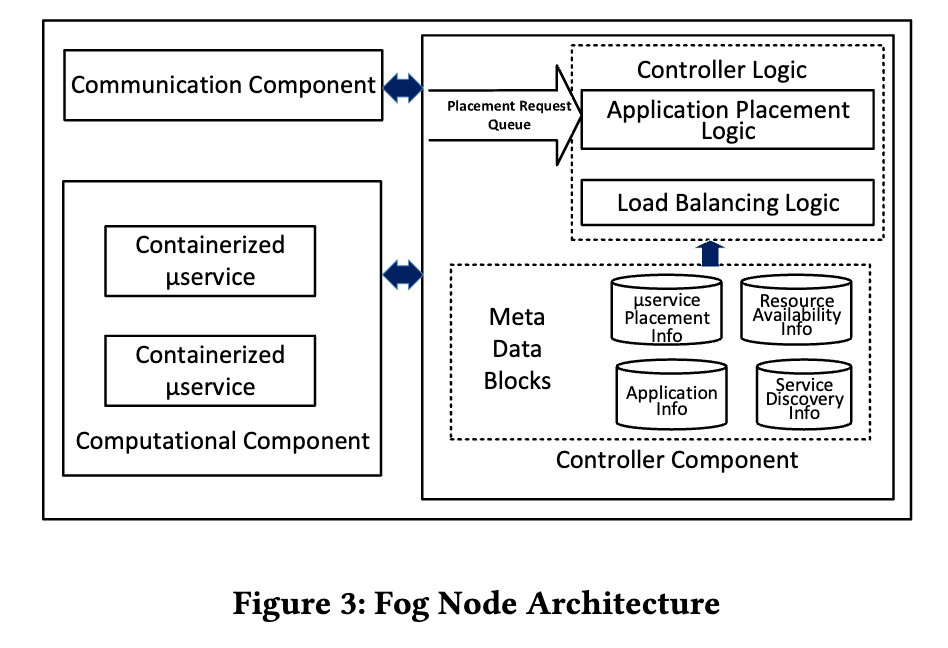 Communication Component
Containerized
μservice
Containerized
μservice
Computational Component
Placement Request
Queue
Controller Logic
Application Placement
Logic
Load Balancing Logic
Meta
Data
Blocks
μservice
Placement
Info
Resource
Availability
Info
Application
Info
Service
Discovery
Info
Controller Component
Figure 3: Fog Node Architecture